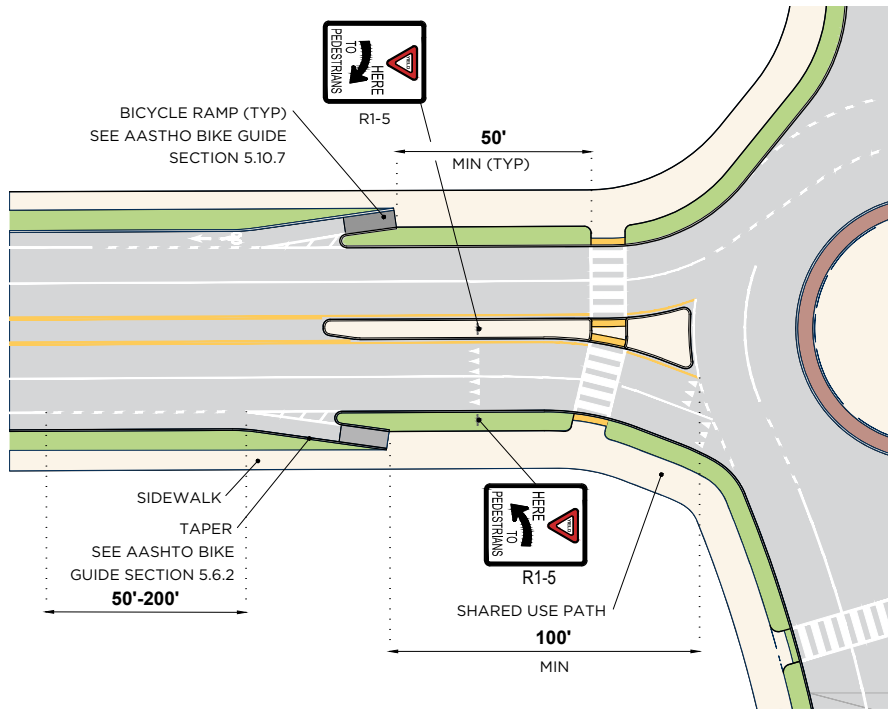 YIELD
HERE
TO
PEDESTRIANS
R1-5
BICYCLE RAMP (TYP)
SEE AASTHO BIKE GUIDE
SECTION 5.10.7
50'
MIN (TYP)
SIDEWALK
TAPER
SEE AASHTO BIKE
GUIDE SECTION 5.6.2
50'-200'
YIELD
HERE
TO
PEDESTRIANS
R1-5
SHARED USE PATH
100'
MIN